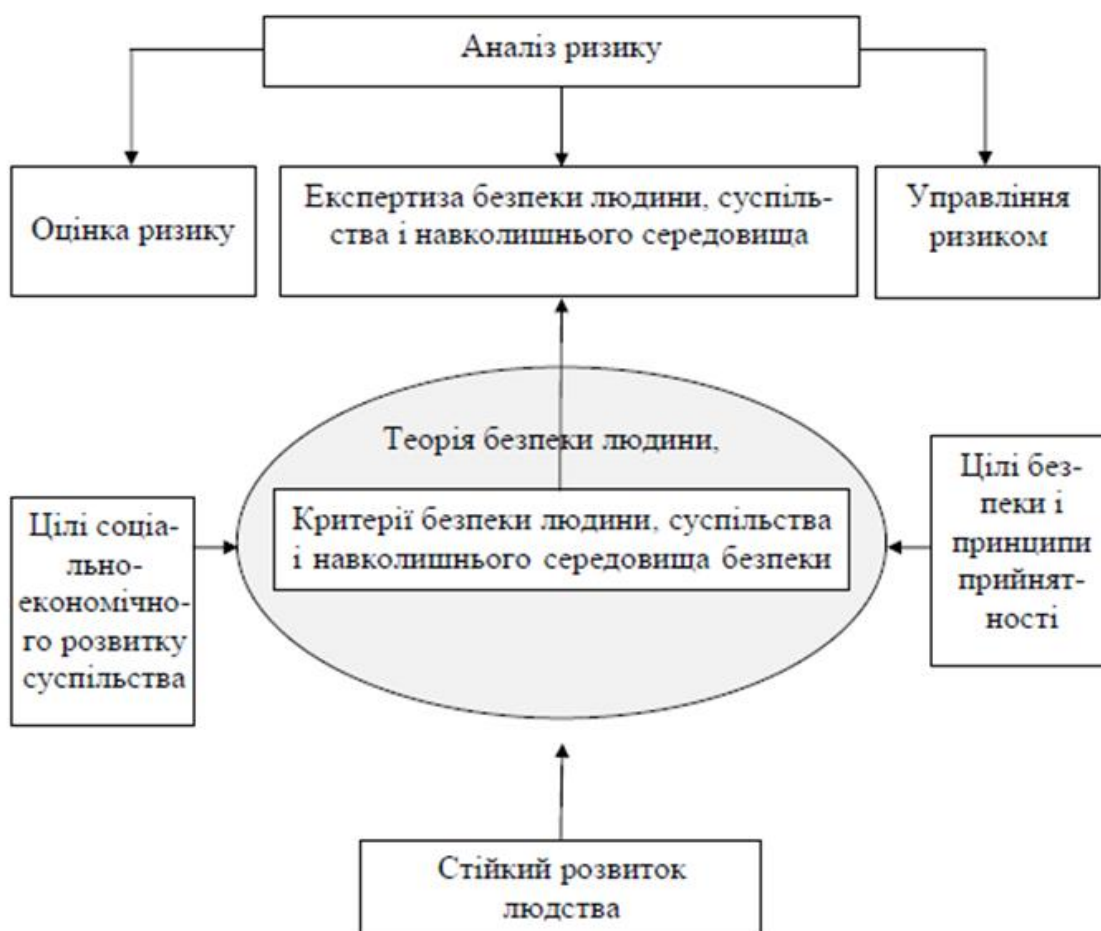 Аналіз ризику
Оцінка ризику
Експертиза безпеки людини, суспіль-
ства і навколишнього середовища
Управління
ризиком
Теорія безпеки людини,
Критерії безпеки людини, суспільства
і навколишнього середовища безпеки
Цілі соціа-
льно-
економічно-
го розвитку
суспільства
Цілі без-
пеки і
принципи
прийнят-
ності
Стійкий розвиток
людства